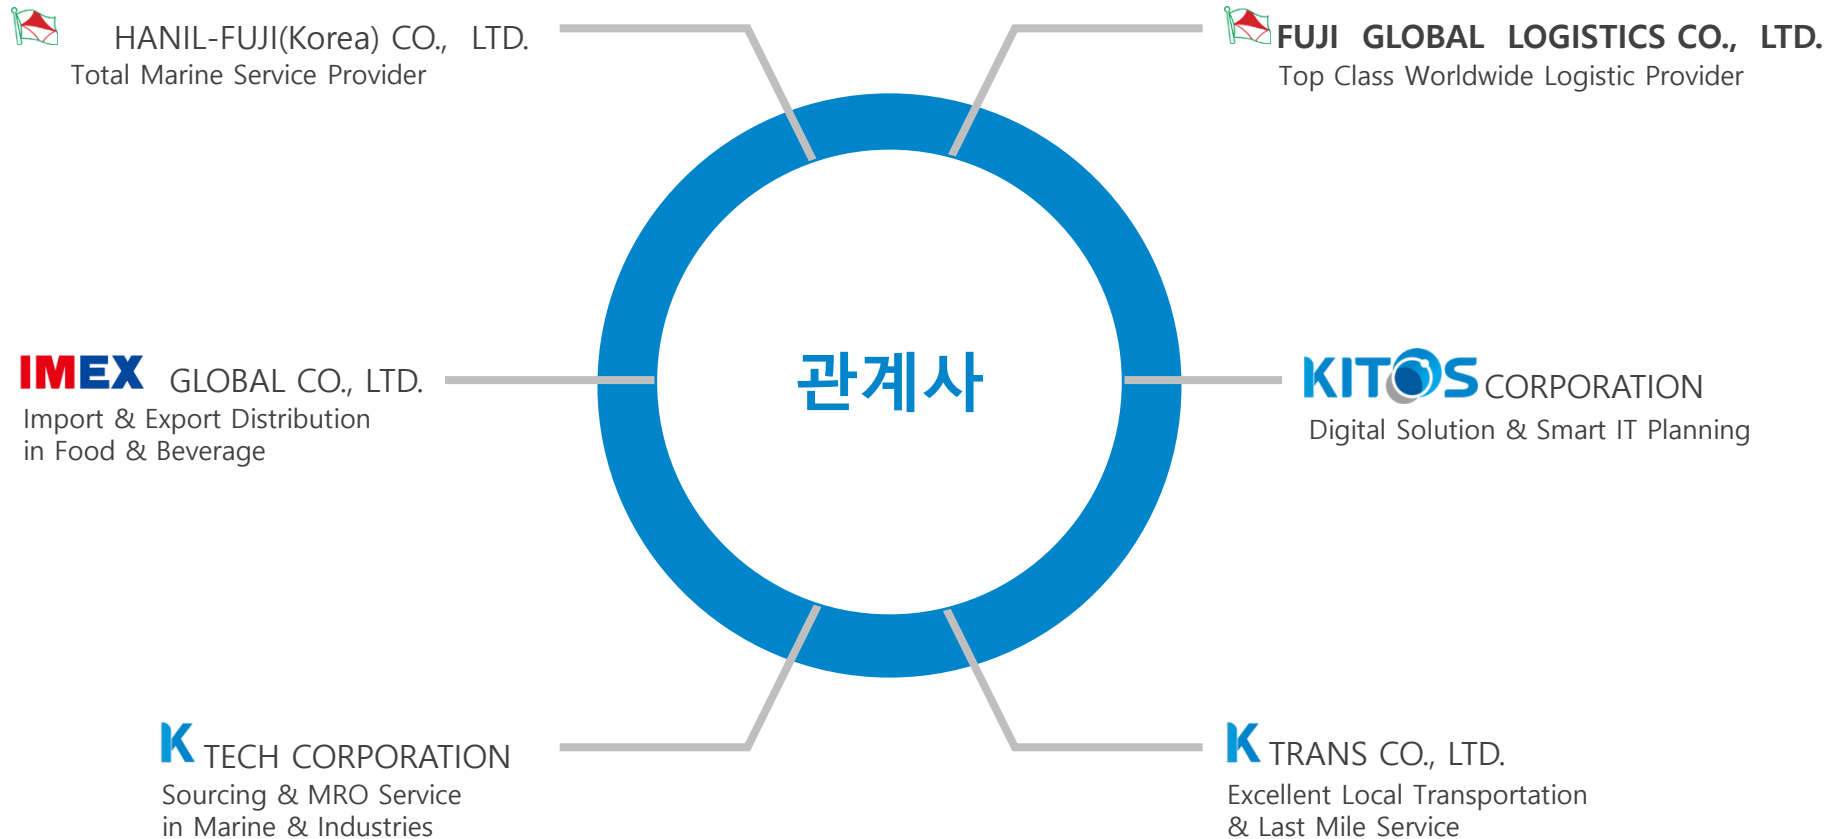 HANIL-FUJI(Korea) CO., LTD.
Total Marine Service Provider
FUJI GLOBAL LOGISTICS CO., LTD.
Top Class Worldwide Logistic Provider
IMEX GLOBAL CO., LTD.
Import & Export Distribution
in Food & Beverage
관계사
KITOS CORPORATION
Digital Solution & Smart IT Planning
K TECH CORPORATION
Sourcing & MRO Service
in Marine & Industries
K TRANS CO., LTD.
Excellent Local Transportation
& Last Mile Service